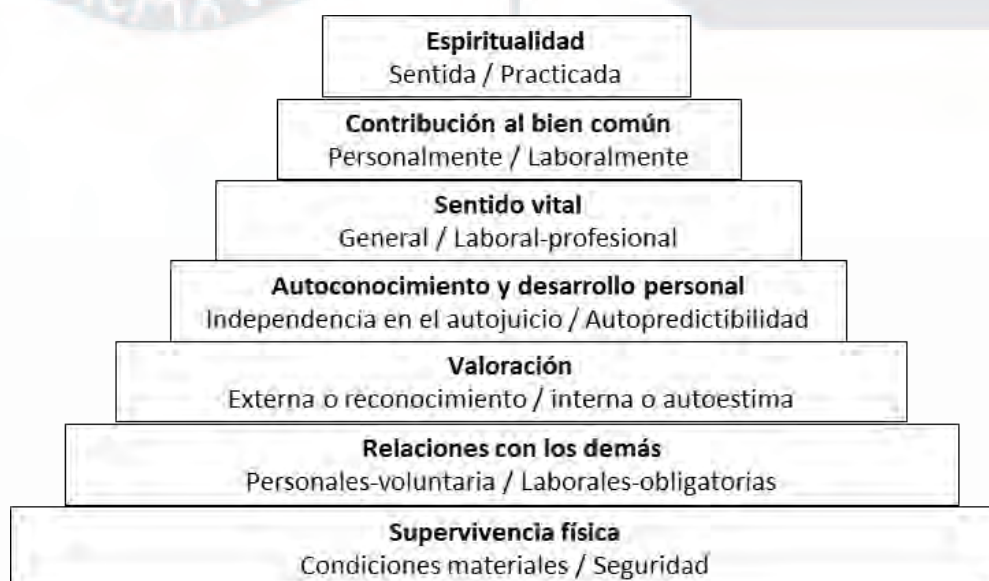 Espiritualidad
Sentida / Practicada
Contribución al bien común
Personalmente / Laboralmente
Sentido vital
General / Laboral-profesional
Autoconocimiento y desarrollo personal
Independencia en el autojuicio / Autopredictibilidad
Valoración
Externa o reconocimiento / interna o autoestima
Relaciones con los demás
Personales-voluntaria / Laborales-obligatorias
Supervivencia física
Condiciones materiales / Seguridad